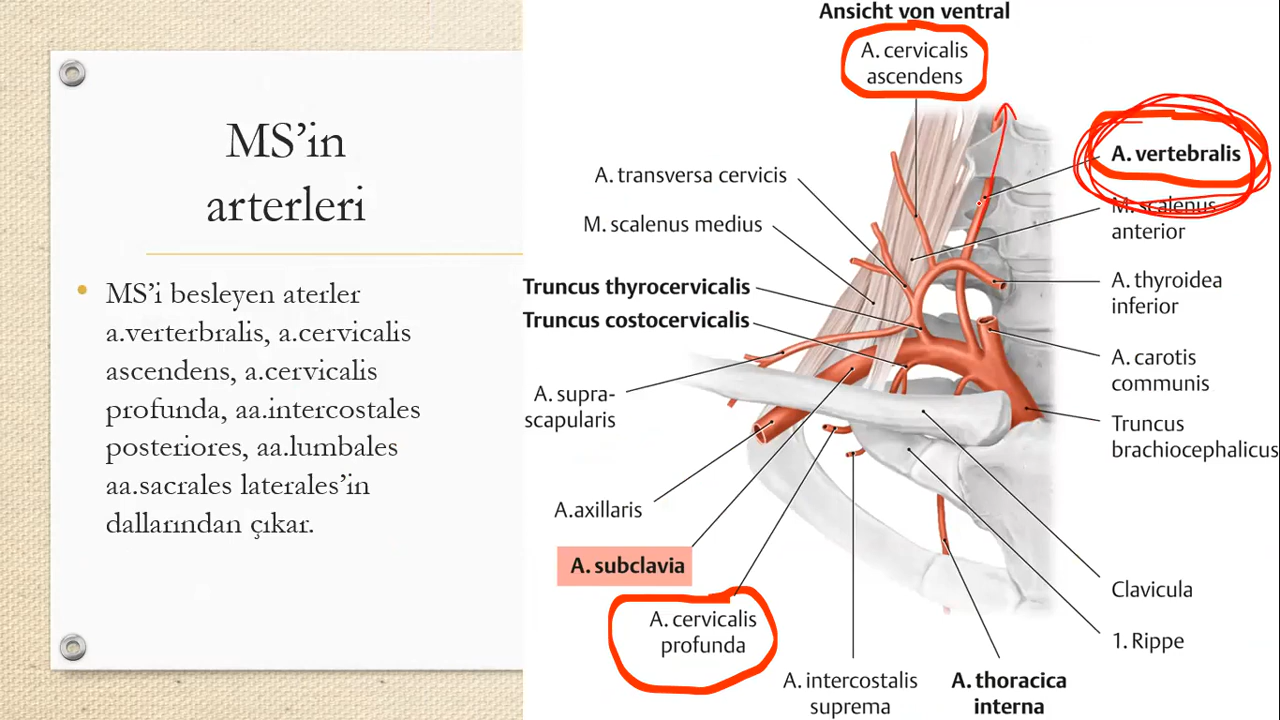 MS’in
arterleri
• MS’i besleyen aterler
a.verterbralis, a.cervicalis
ascendens, a.cervicalis
profunda, aa.intercostales
posteriores, aa.lumbales
aa.sacrales laterales’in
dallarından çıkar.
Ansicht von ventral
A. cervicalis
ascendens
A. vertebralis
A. transversa cervicis
M. scalenus
anterior
M. scalenus medius
A. thyroidea
inferior
Truncus thyrocervicalis
Truncus costocervicalis
A. carotis
communis
A. supra-
scapularis
Truncus
brachiocephalicus
A.axillaris
A. subclavia
Clavicula
A. cervicalis
profunda
1. Rippe
A. intercostalis
suprema
A. thoracica
interna